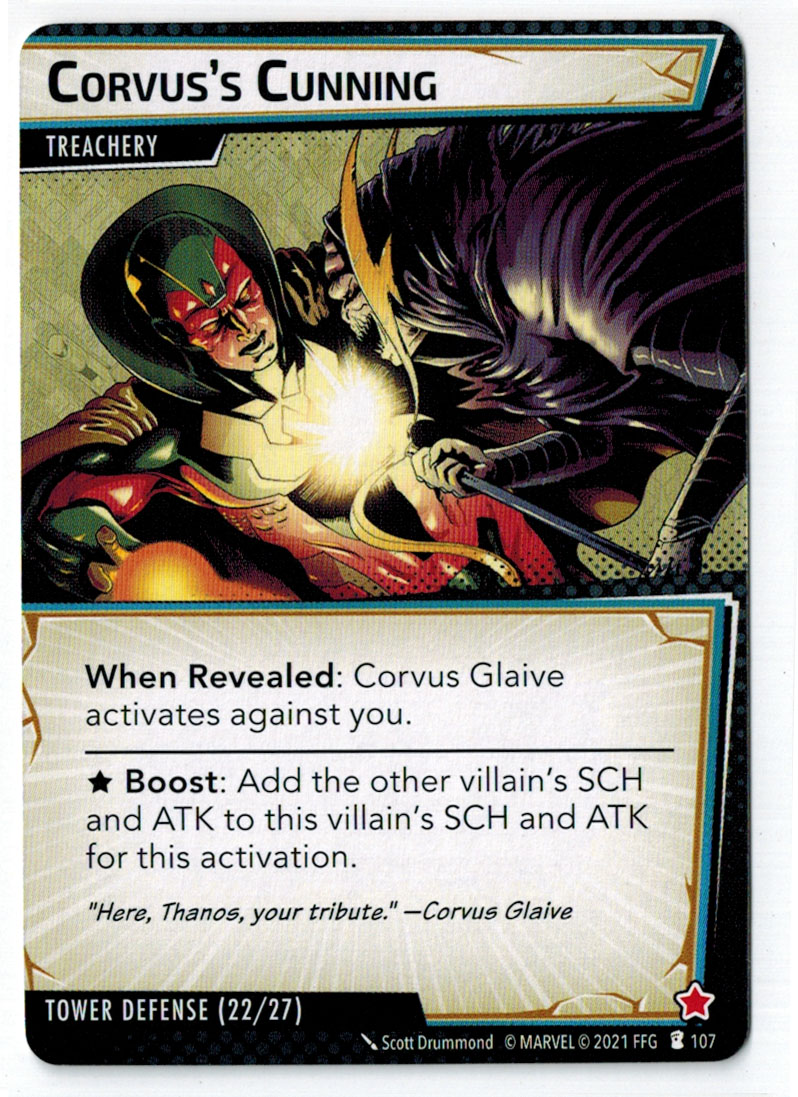 Corvus's Cunning
TREACHERY
When Revealed: Corvus Glaive
activates against you.
★ Boost: Add the other villain's SCH
and ATK to this villain's SCH and ATK
for this activation.
"Here, Thanos, your tribute." —Corvus Glaive
TOWER DEFENSE (22/27)
Scott Drummond © MARVEL © 2021 FFG 107